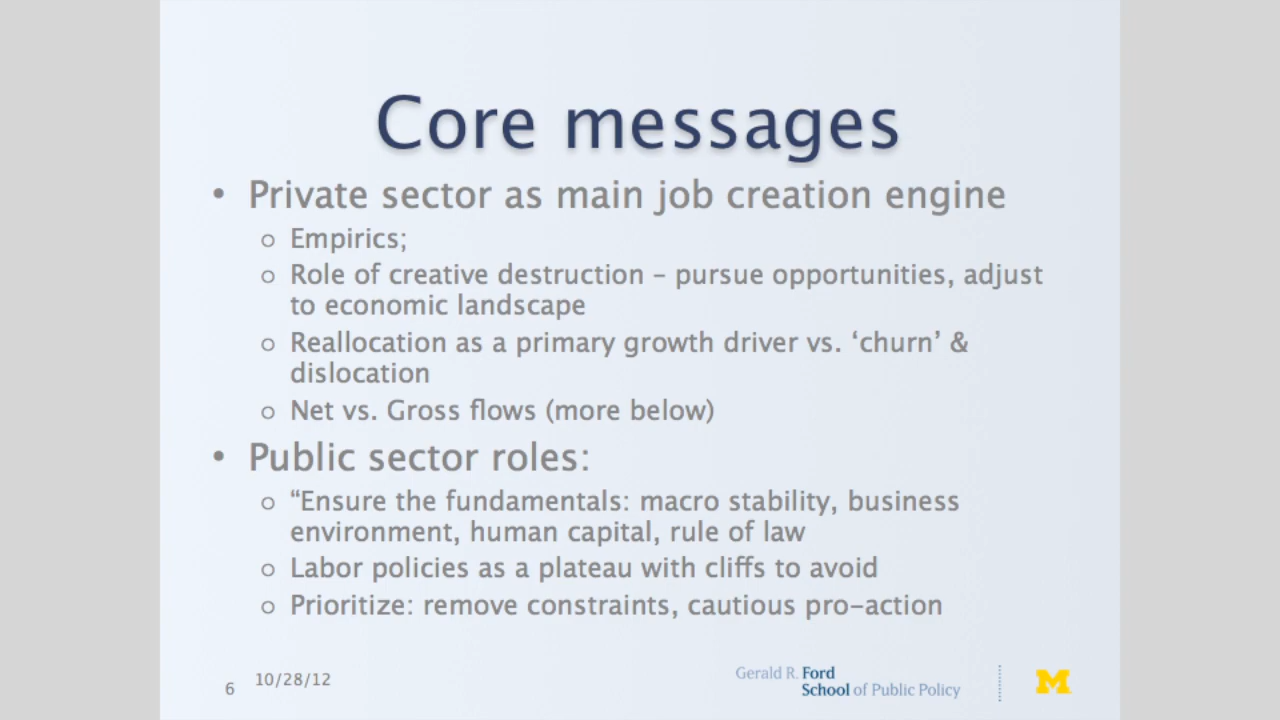 Core messages
• Private sector as main job creation engine
○ Empirics;
○ Role of creative destruction – pursue opportunities, adjust
to economic landscape
○ Reallocation as a primary growth driver vs. ‘churn’ &
dislocation
○ Net vs. Gross flows (more below)
• Public sector roles:
○ “Ensure the fundamentals: macro stability, business
environment, human capital, rule of law
○ Labor policies as a plateau with cliffs to avoid
○ Prioritize: remove constraints, cautious pro-action
6
10/28/12
Gerald R. Ford
School of Public Policy
M